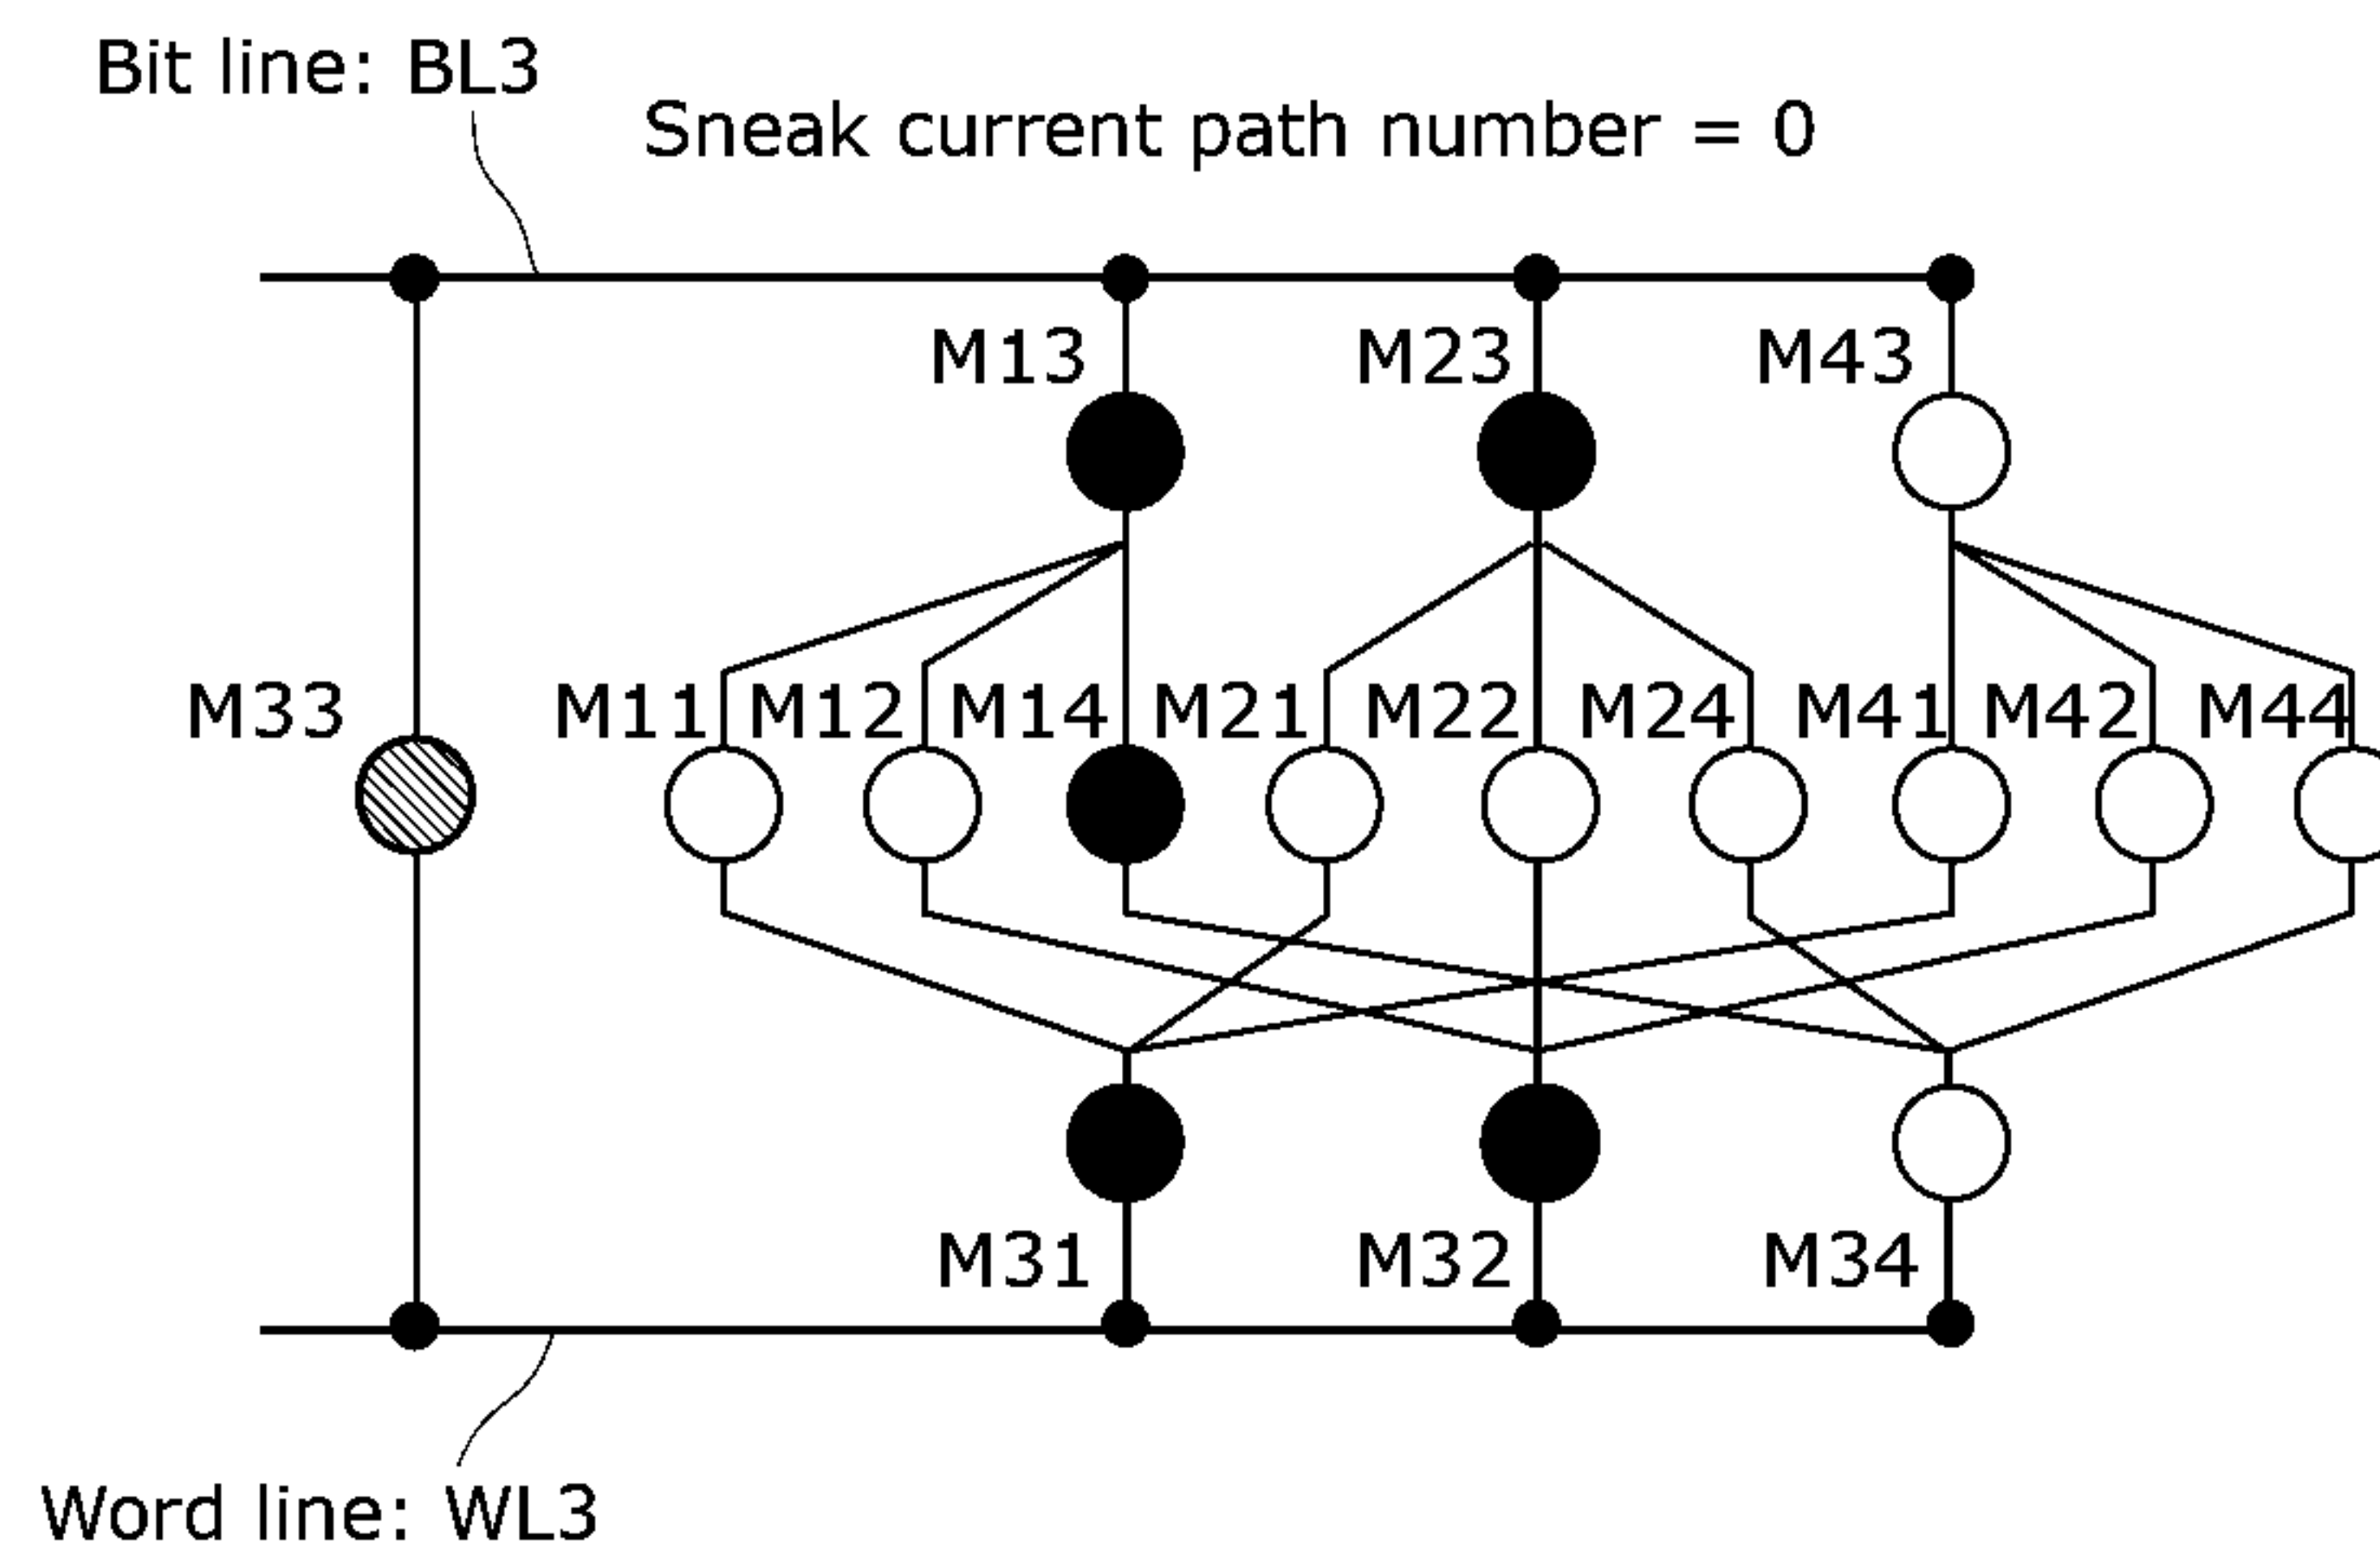 Bit line: BL3
Sneak current path number = 0
M13 M23 M43
M33 M11 M12 M14 M21 M22 M24 M41 M42 M44
M31 M32 M34
Word line: WL3